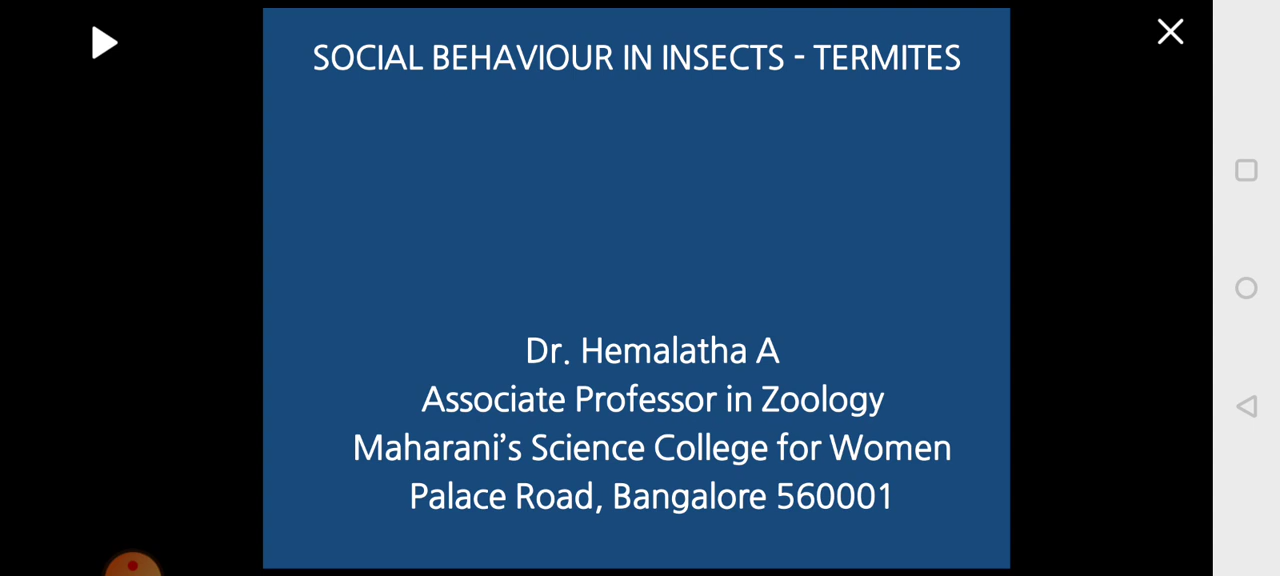 SOCIAL BEHAVIOUR IN INSECTS - TERMITES
Dr. Hemalatha A
Associate Professor in Zoology
Maharani’s Science College for Women
Palace Road, Bangalore 560001